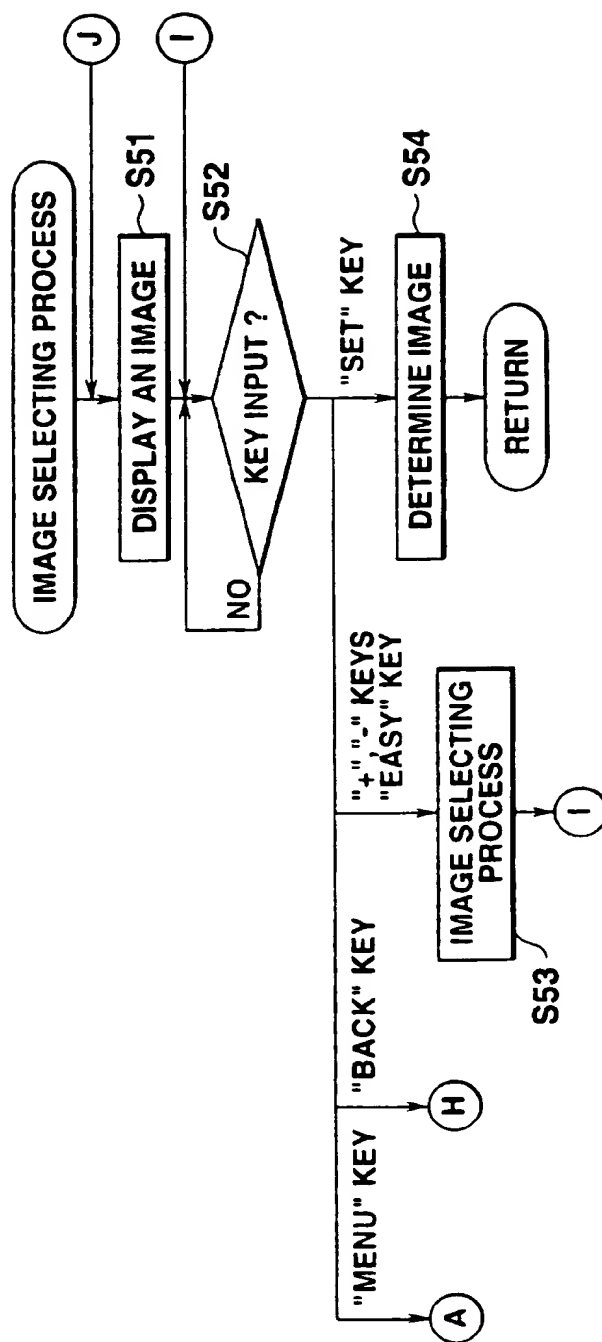 IMAGE SELECTING PROCESS
J
DISPLAY AN IMAGE
S51
I
S52
KEY INPUT ?
NO
"MENU" KEY
"BACK" KEY
"+","-" KEYS
"EASY" KEY
"SET" KEY
A
H
IMAGE SELECTING
PROCESS
S53
I
DETERMINE IMAGE
S54
RETURN